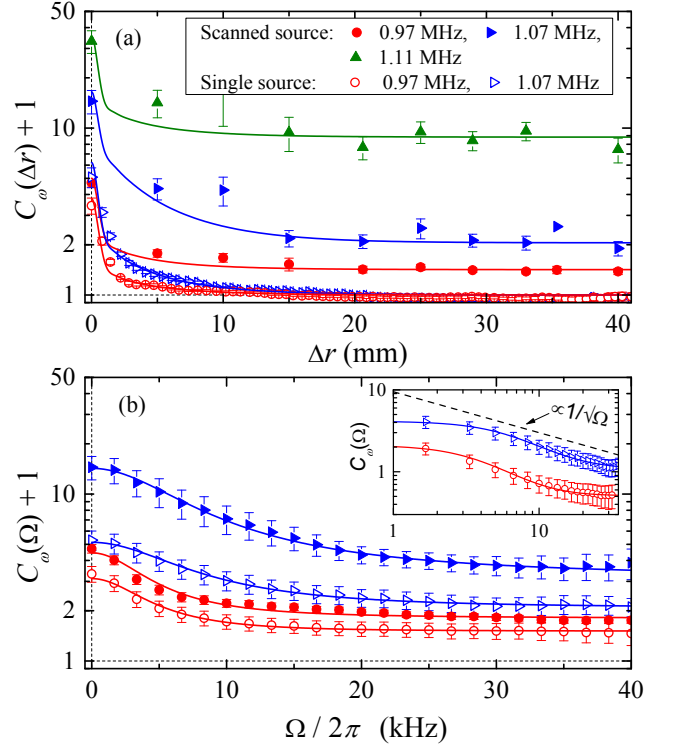 50
(a)
Scanned source: 0.97 MHz, 1.07 MHz,
1.11 MHz
Single source: 0.97 MHz, 1.07 MHz
10
2
1
C_ω(Δr) + 1
0 10 20 30 40
Δr (mm)
50
(b)
10
2
1
C_ω(Ω) + 1
10
1
C_ω(Ω)
∝1/√Ω
1 10
0 10 20 30 40
Ω / 2π (kHz)